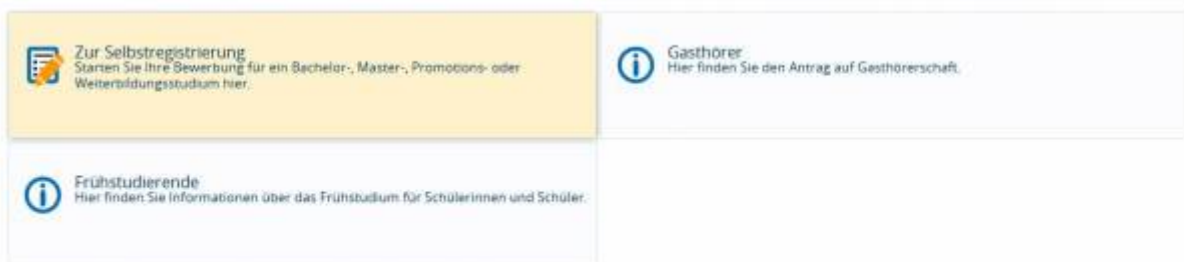 Zur Selbstregistrierung
Starten Sie Ihre Bewerbung für ein Bachelor-, Master-, Promotions- oder
Weiterbildungsstudium hier.
Gasthörer
Hier finden Sie den Antrag auf Gasthörerschaft.
Frühstudierende
Hier finden Sie Informationen über das Frühstudium für Schülerinnen und Schüler.